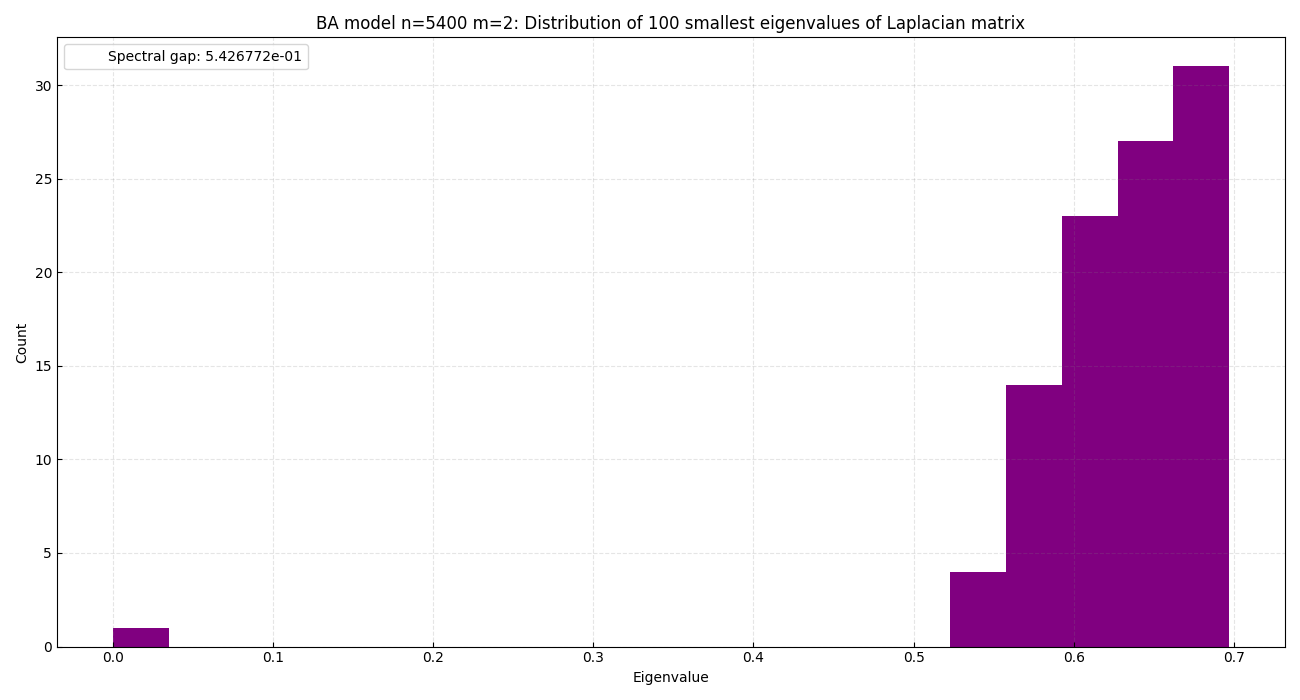 BA model n=5400 m=2: Distribution of 100 smallest eigenvalues of Laplacian matrix
Spectral gap: 5.426772e-01
Count
30
25
20
15
10
5
0
0.0 0.1 0.2 0.3 0.4 0.5 0.6 0.7
Eigenvalue